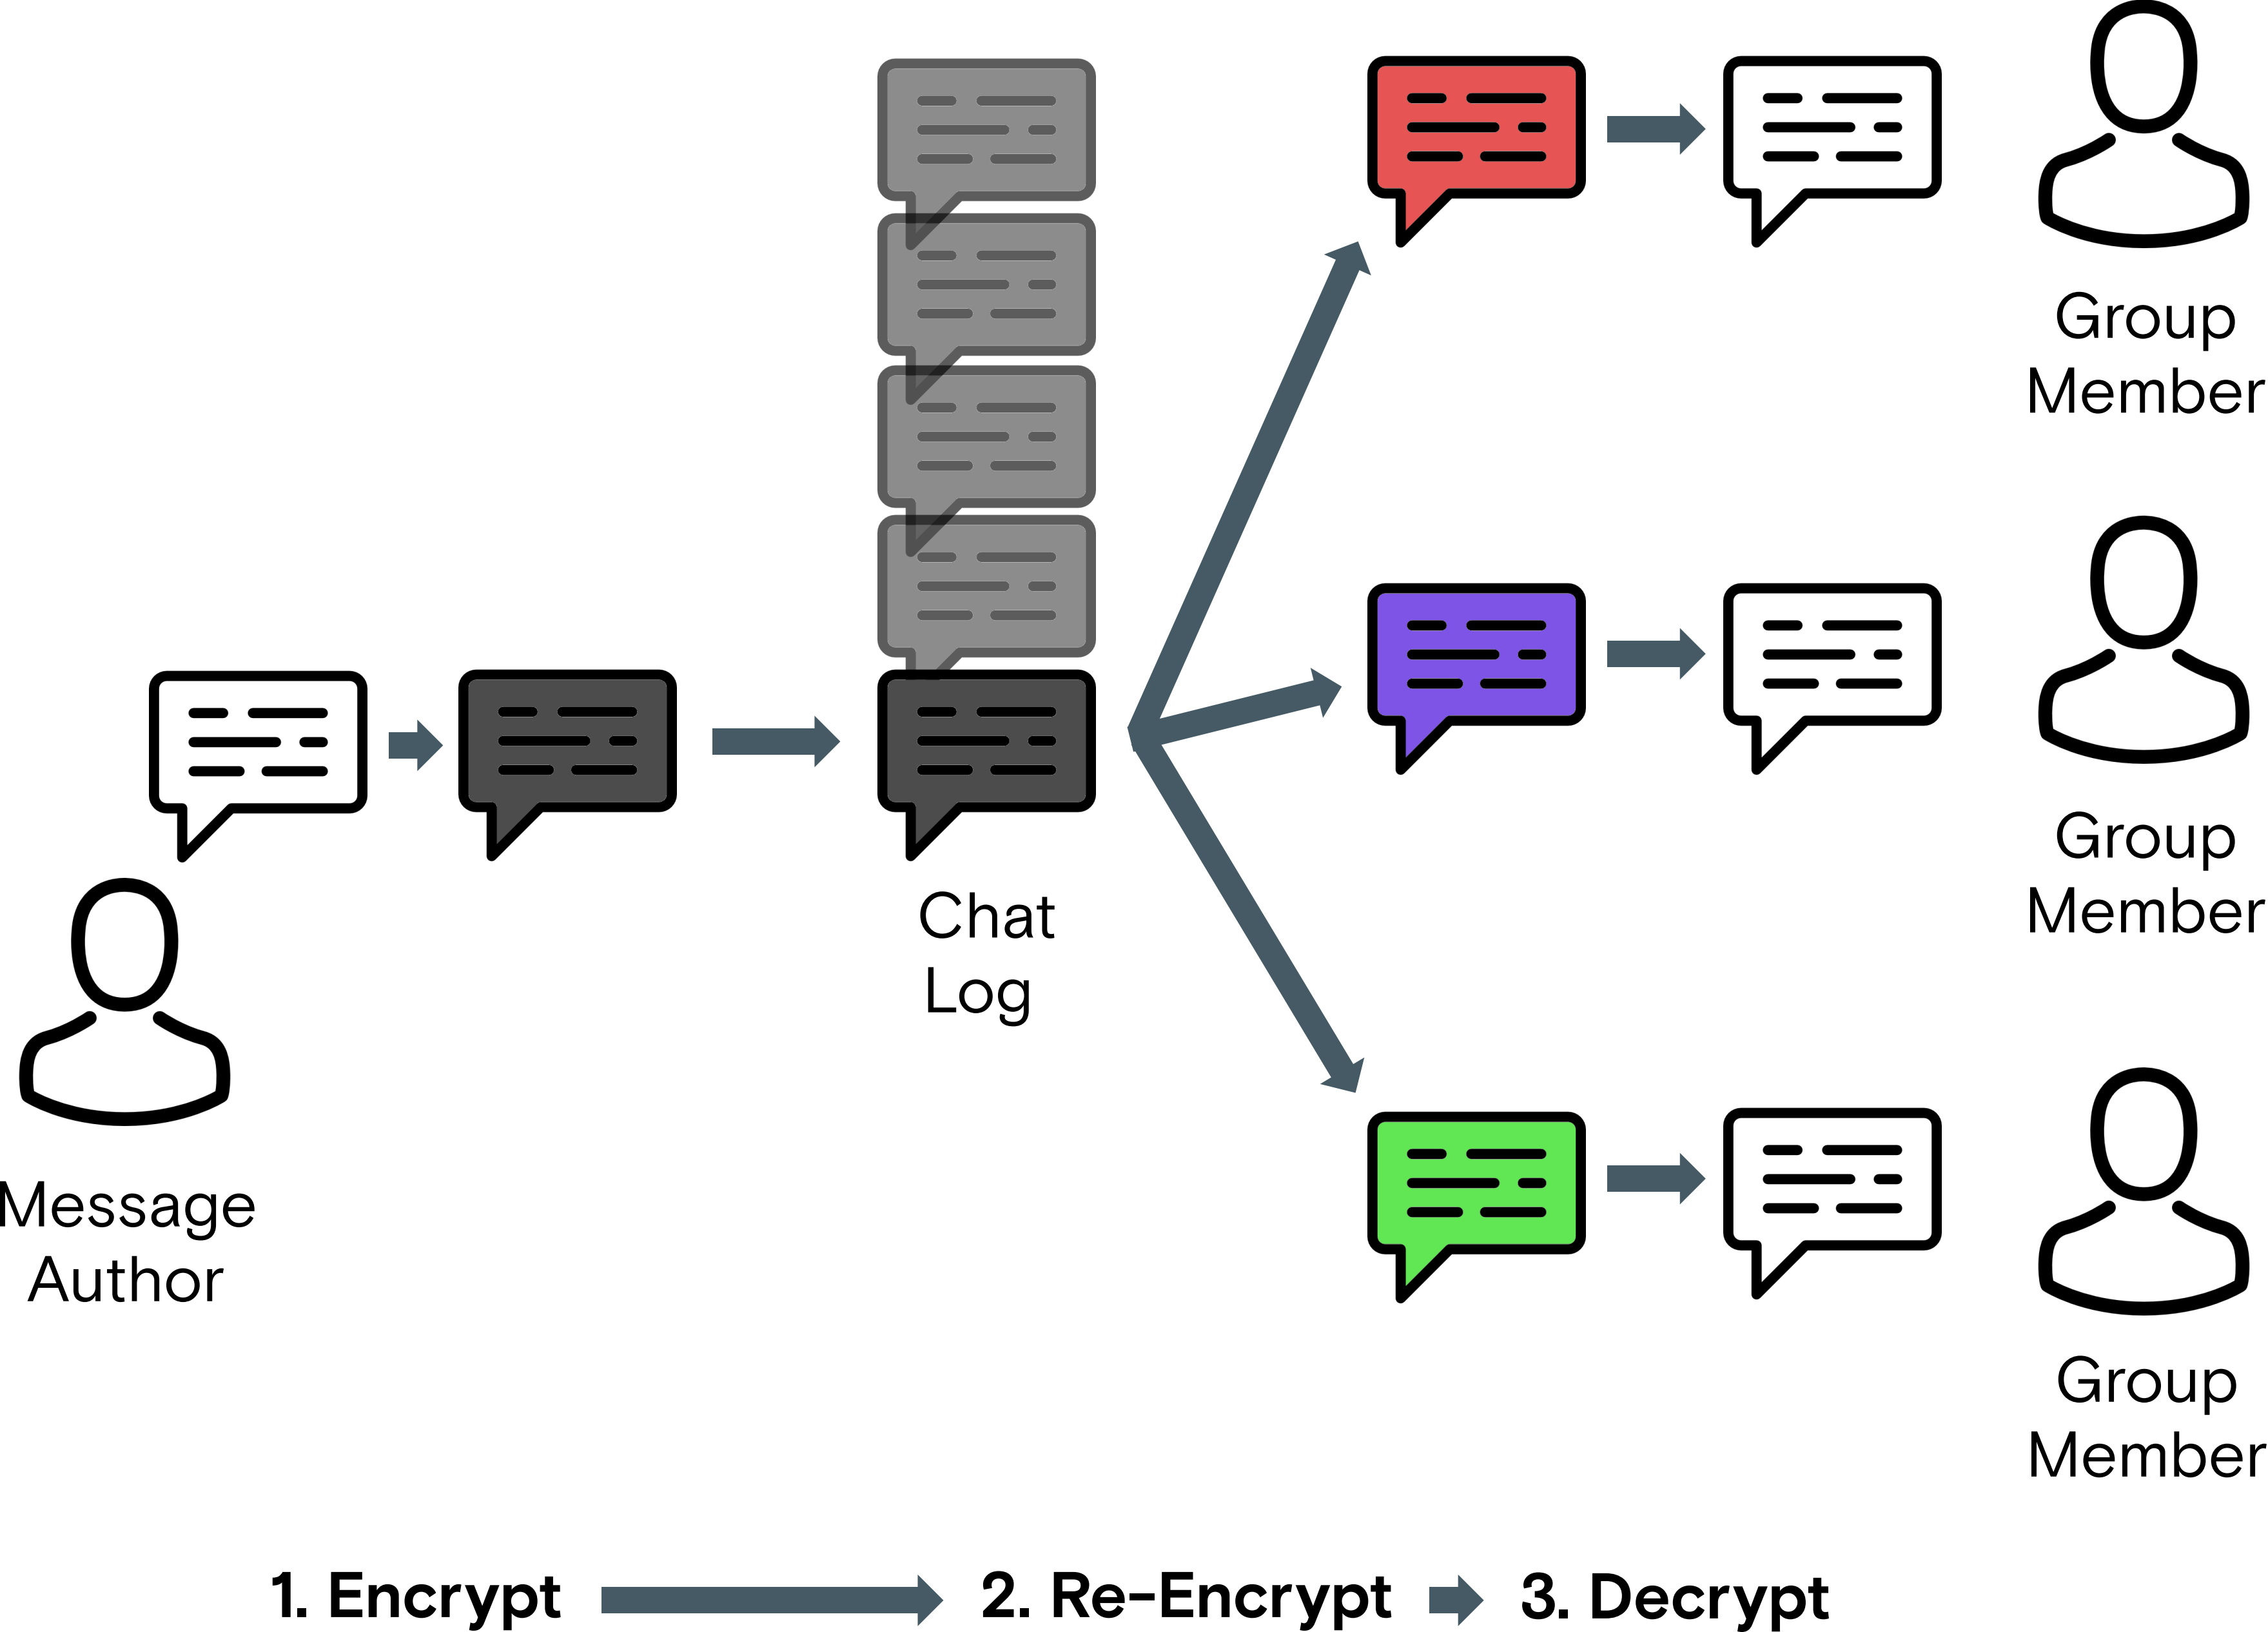 Group
Member
Group
Member
Chat
Log
Message
Author
Group
Member
1. Encrypt
2. Re-Encrypt
3. Decrypt